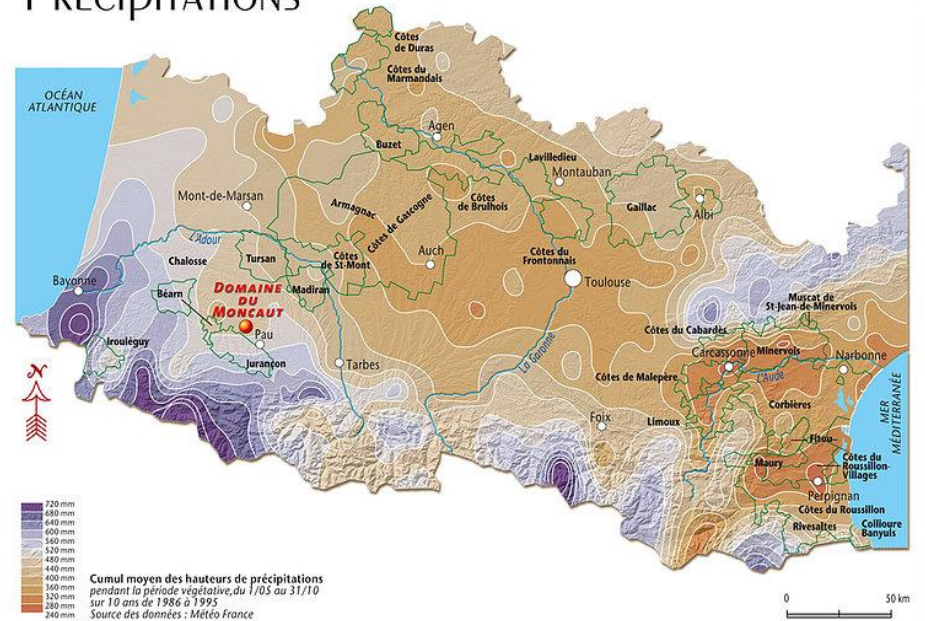 PRÉCIPITATIONS
OCÉAN
ATLANTIQUE
Côtes
de Duras
Côtes du
Marmandais
Agen
Buzet
Lavilledieu
Montauban
Mont-de-Marsan
Armagnac
Côtes de Gascogne
Côtes
de Brulhois
Gaillac
Albi
L'Adour
Chalosse
Tursan
Côtes
de St-Mont
Auch
Côtes du
Frontonnais
Toulouse
Bayonne
Béarn
DOMAINE
DU
MONCAUT
Madiran
Pau
Muscat de
St-Jean-de-Minervois
Irouléguy
Jurançon
Tarbes
La Garonne
Côtes du Cabardès
Carcassonne
Minervois
Narbonne
N
Côtes de Malepère
L'Aude
Corbières
MER
MÉDITERRANÉE
Foix
Limoux
Fitou
Maury
Côtes du
Roussillon-
Villages
Perpignan
Côtes du Roussillon
Rivesaltes
Collioure
Banyuls
720 mm
680 mm
640 mm
600 mm
560 mm
520 mm
480 mm
440 mm
400 mm
360 mm
320 mm
280 mm
240 mm
Cumul moyen des hauteurs de précipitations
pendant la période végétative,du 1/05 au 31/10
sur 10 ans de 1986 à 1995
Source des données : Météo France
0 50 km